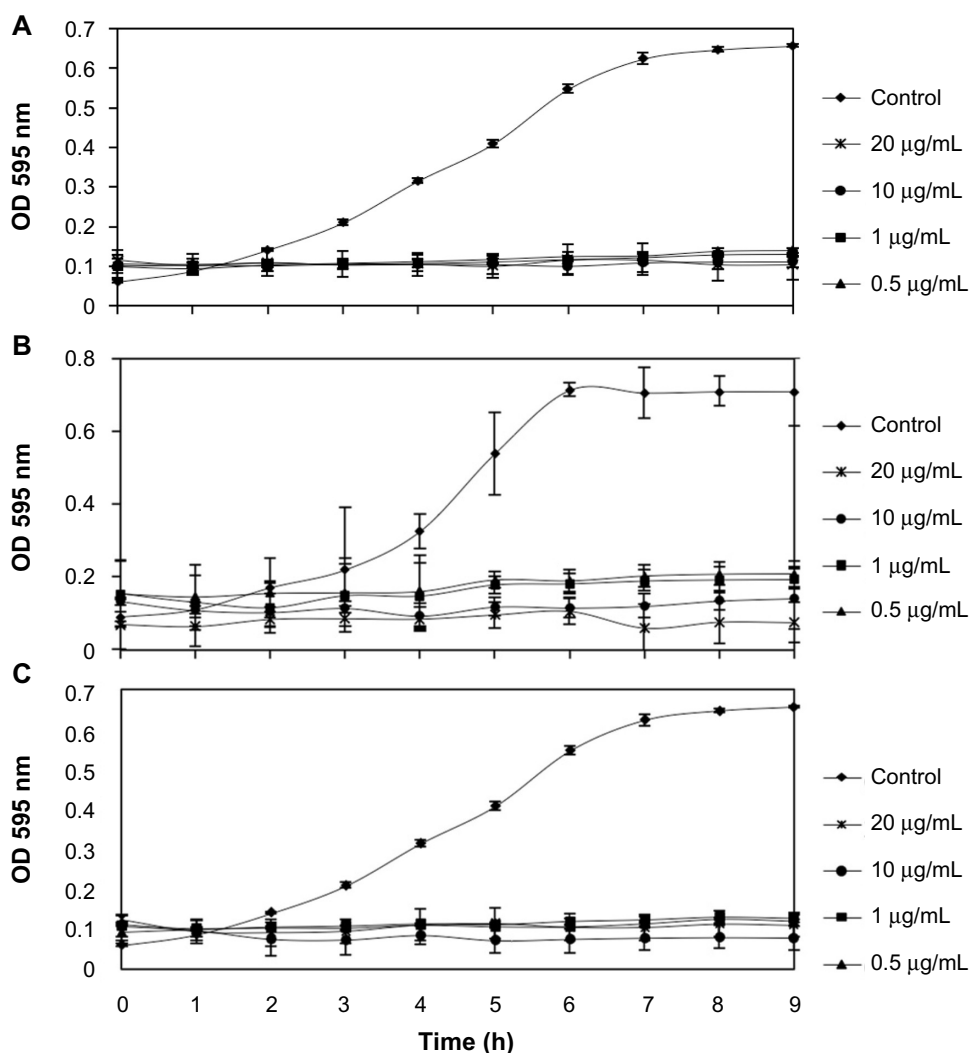 A
OD 595 nm
0.7
0.6
0.5
0.4
0.3
0.2
0.1
0
Control
20 μg/mL
10 μg/mL
1 μg/mL
0.5 μg/mL
B
OD 595 nm
0.8
0.6
0.4
0.2
0
Control
20 μg/mL
10 μg/mL
1 μg/mL
0.5 μg/mL
C
OD 595 nm
0.7
0.6
0.5
0.4
0.3
0.2
0.1
0
Control
20 μg/mL
10 μg/mL
1 μg/mL
0.5 μg/mL
0 1 2 3 4 5 6 7 8 9
Time (h)